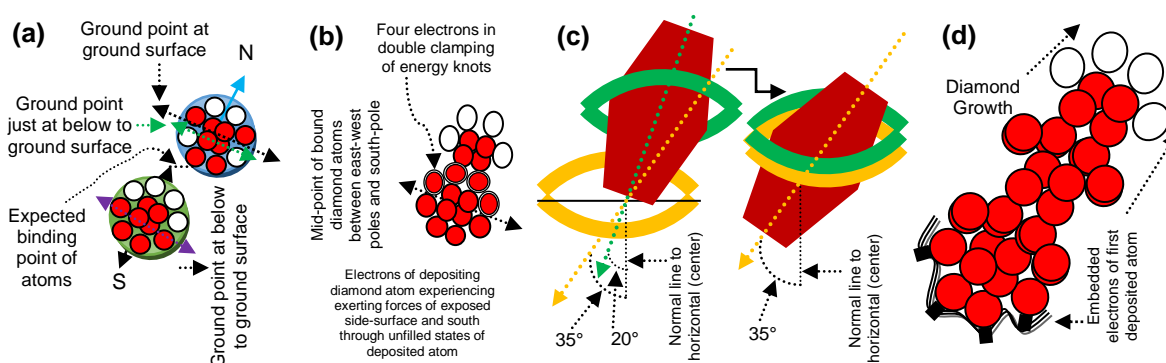 (a)
Ground point at
ground surface
N
Ground point
just at below to
ground surface
Expected
binding
point of
atoms
S
Ground point at below
to ground surface
(b)
Four electrons in
double clamping
of energy knots
Mid-point of bound
diamond atoms
between east-west
poles and south-pole
Electrons of depositing
diamond atom experiencing
exerting forces of exposed
side-surface and south
through unfilled states of
deposited atom
(c)
35°
20°
Normal line to
horizontal (center)
35°
Normal line to
horizontal (center)
(d)
Diamond
Growth
Embedded
electrons of first
deposited atom